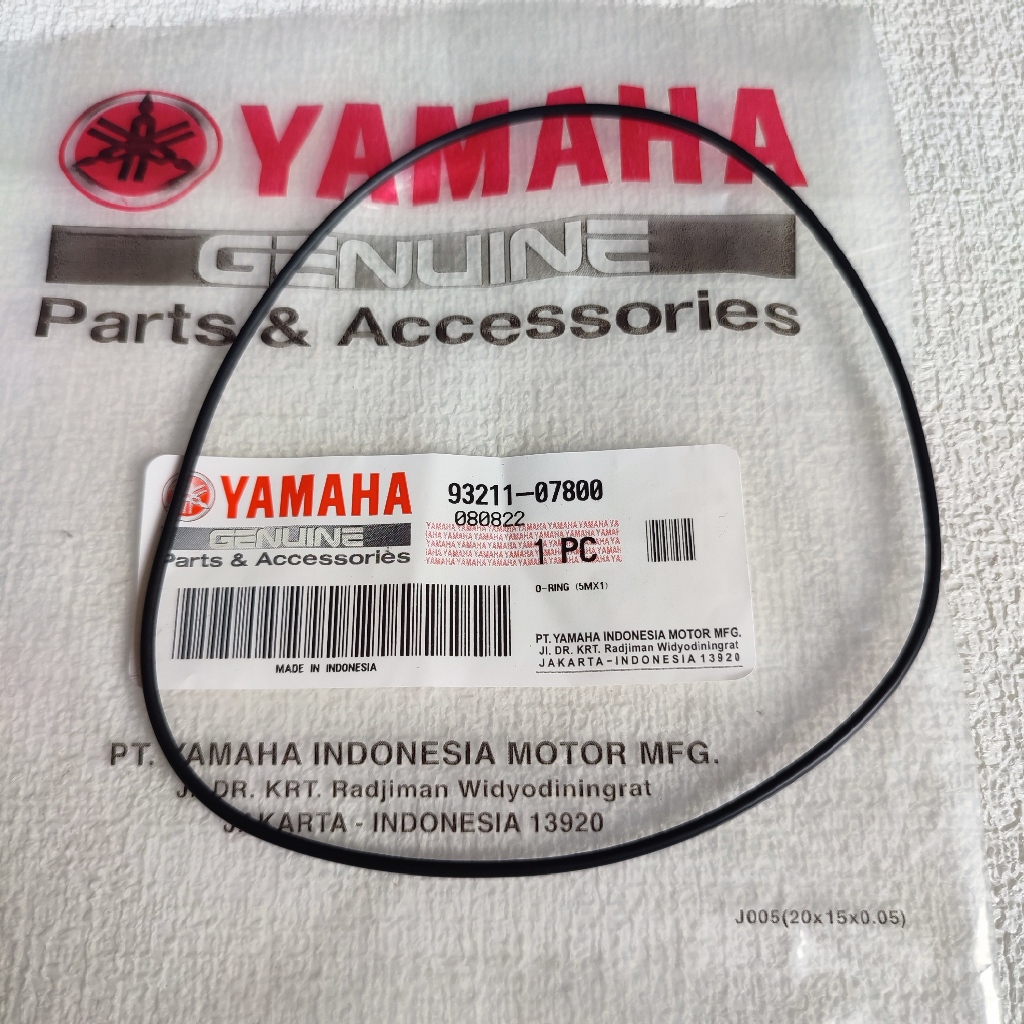 YAMAHA
GENUINE
Parts & Accessories
YAMAHA
GENUINE
Parts & Accessories
MADE IN INDONESIA
93211-07800
080822
1 PC
O-RING (5MX1)
PT. YAMAHA INDONESIA MOTOR MFG.
Jl. DR. KRT. Radjiman Widyodiningrat
JAKARTA - INDONESIA 13920
PT. YAMAHA INDONESIA MOTOR MFG.
Jl. DR. KRT. Radjiman Widyodiningrat
JAKARTA - INDONESIA 13920
J005(20x15x0.05)